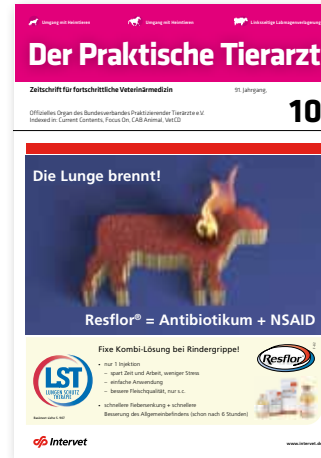 Umgang mit Heimtieren
Umgang mit Heimtieren
Linksseitige Labmagenverlagerung
Der Praktische Tierarzt
Zeitschrift für fortschrittliche Veterinärmedizin
91. Jahrgang,
Offizielles Organ des Bundesverbandes Praktizierender Tierärzte e.V.
Indexed in: Current Contents, Focus On, CAB Animal, VetCD
10
Die Lunge brennt!
Resflor® = Antibiotikum + NSAID
Fixe Kombi-Lösung bei Rindergrippe!
• nur 1 Injektion
– spart Zeit und Arbeit, weniger Stress
– einfache Anwendung
– bessere Fleischqualität, nur s.c.
• schnellere Fiebersenkung + schnellere
Besserung des Allgemeinbefindens (schon nach 6 Stunden)
LST
LUNGEN SCHUTZ
THERAPIE
Resflor
Intervet
www.intervet.de